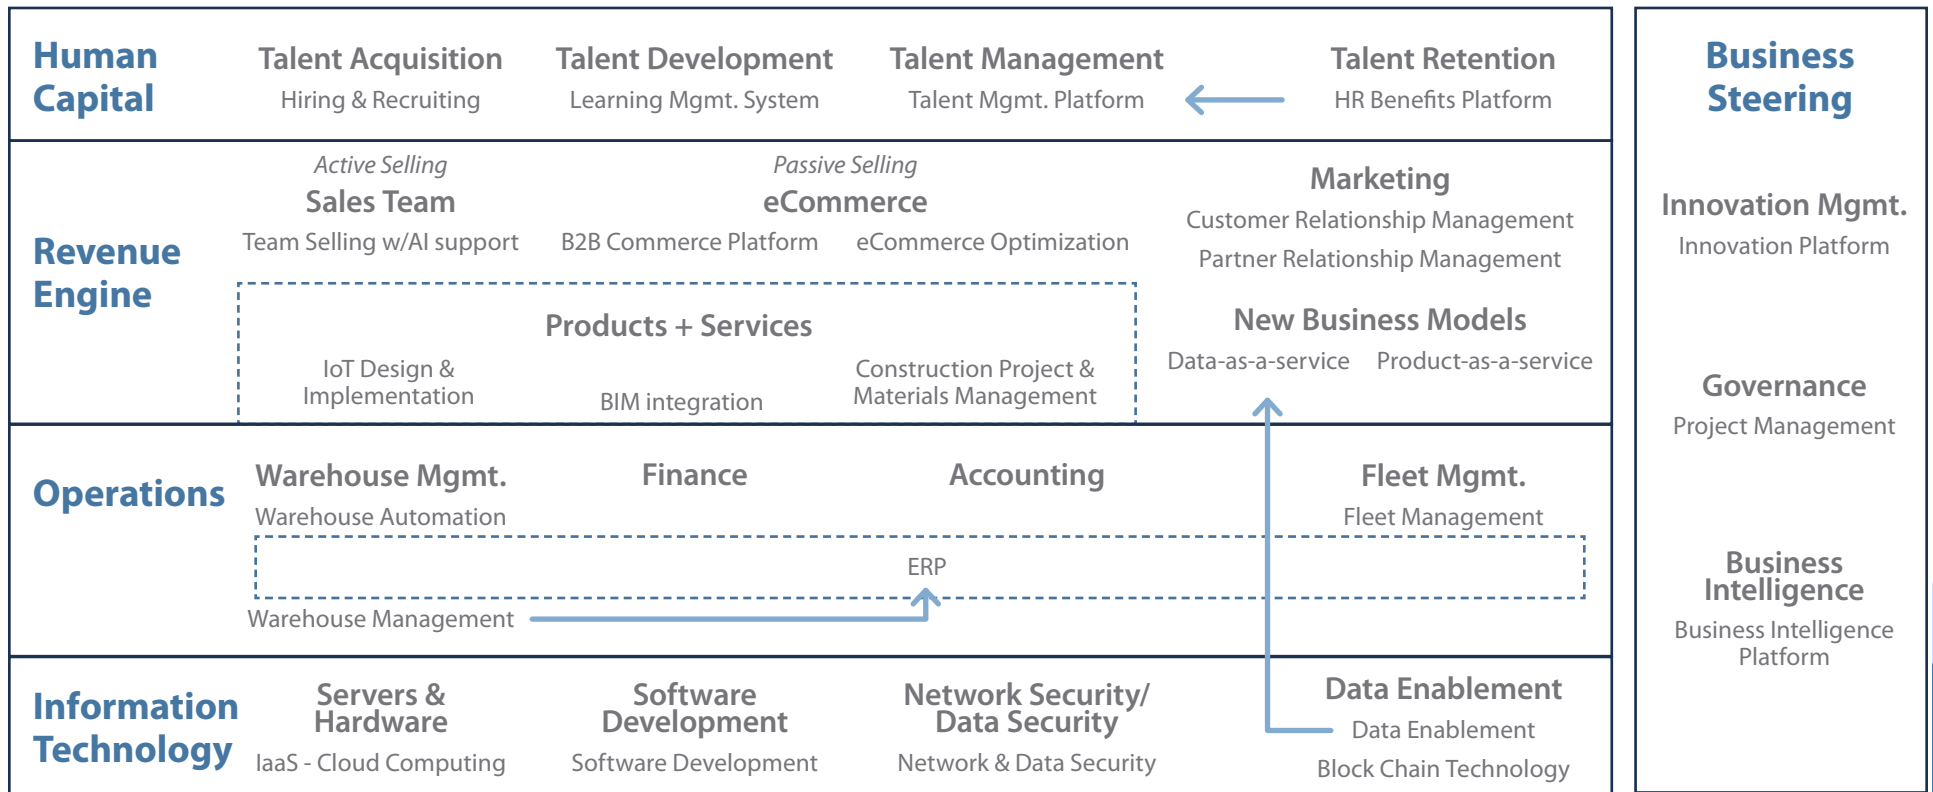 Human
Capital
Talent Acquisition
Hiring & Recruiting
Talent Development
Learning Mgmt. System
Talent Management
Talent Mgmt. Platform
Talent Retention
HR Benefits Platform
Revenue
Engine
Active Selling
Sales Team
Team Selling w/AI support
Passive Selling
eCommerce
B2B Commerce Platform
eCommerce Optimization
Marketing
Customer Relationship Management
Partner Relationship Management
Products + Services
IoT Design &
Implementation
BIM integration
Construction Project &
Materials Management
New Business Models
Data-as-a-service
Product-as-a-service
Operations
Warehouse Mgmt.
Warehouse Automation
Finance
Accounting
Fleet Mgmt.
Fleet Management
ERP
Warehouse Management
Information
Technology
Servers &
Hardware
IaaS - Cloud Computing
Software
Development
Software Development
Network Security/
Data Security
Network & Data Security
Data Enablement
Data Enablement
Block Chain Technology
Business
Steering
Innovation Mgmt.
Innovation Platform
Governance
Project Management
Business
Intelligence
Business Intelligence
Platform